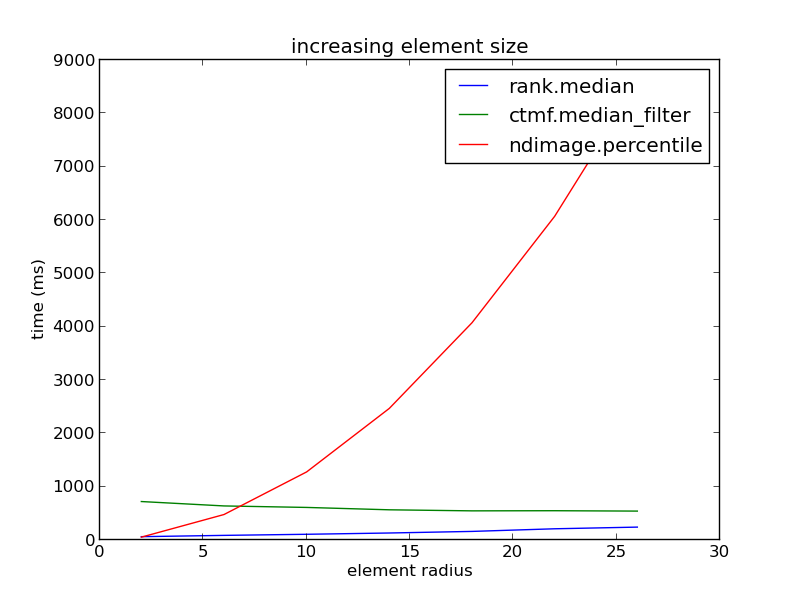 increasing element size
9000
8000
7000
6000
5000
4000
3000
2000
1000
0
time (ms)
rank.median
ctmf.median_filter
ndimage.percentile
0 5 10 15 20 25 30
element radius